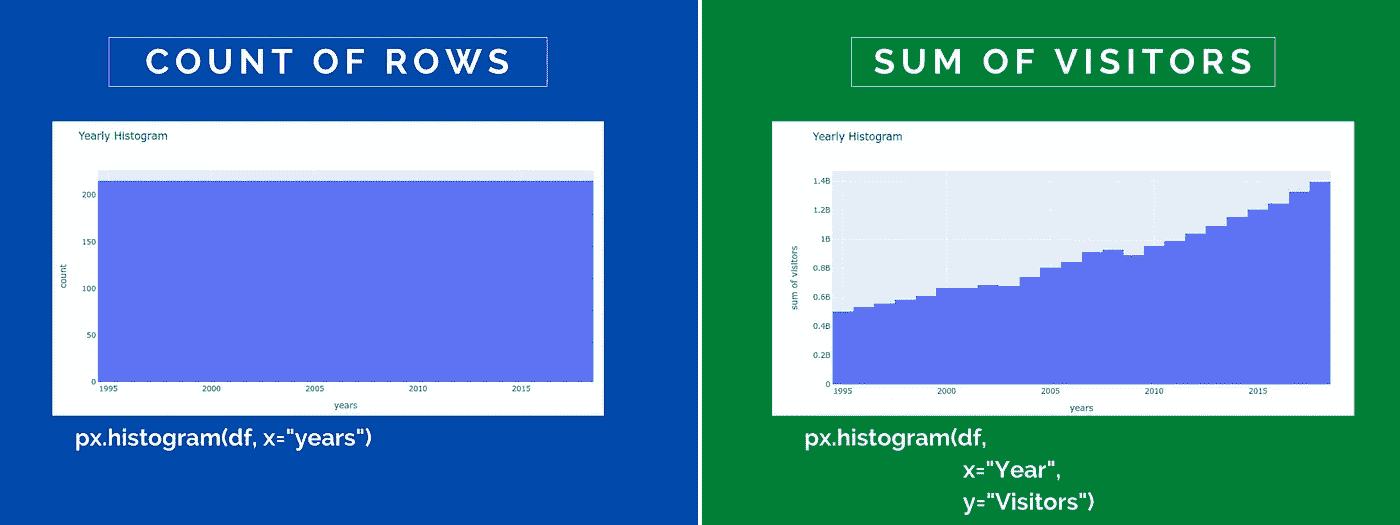 COUNT OF ROWS
Yearly Histogram
200
150
100
50
0
count
1995
2000
2005
2010
2015
years
px.histogram(df, x="years")
SUM OF VISITORS
Yearly Histogram
1.4B
1.2B
1B
0.8B
0.6B
0.4B
0.2B
0
sum of visitors
1995
2000
2005
2010
2015
years
px.histogram(df,
x="Year",
y="Visitors")